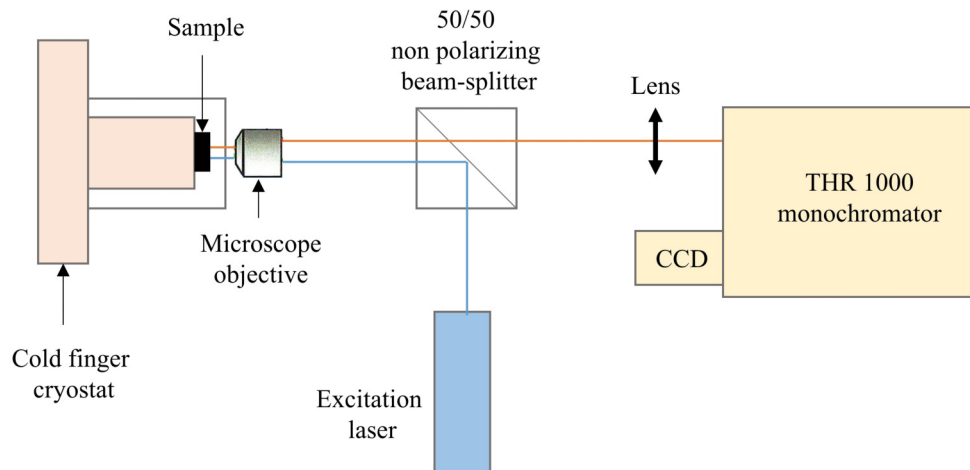 Sample
50/50
non polarizing
beam-splitter
Lens
THR 1000
monochromator
CCD
Microscope
objective
Cold finger
cryostat
Excitation
laser